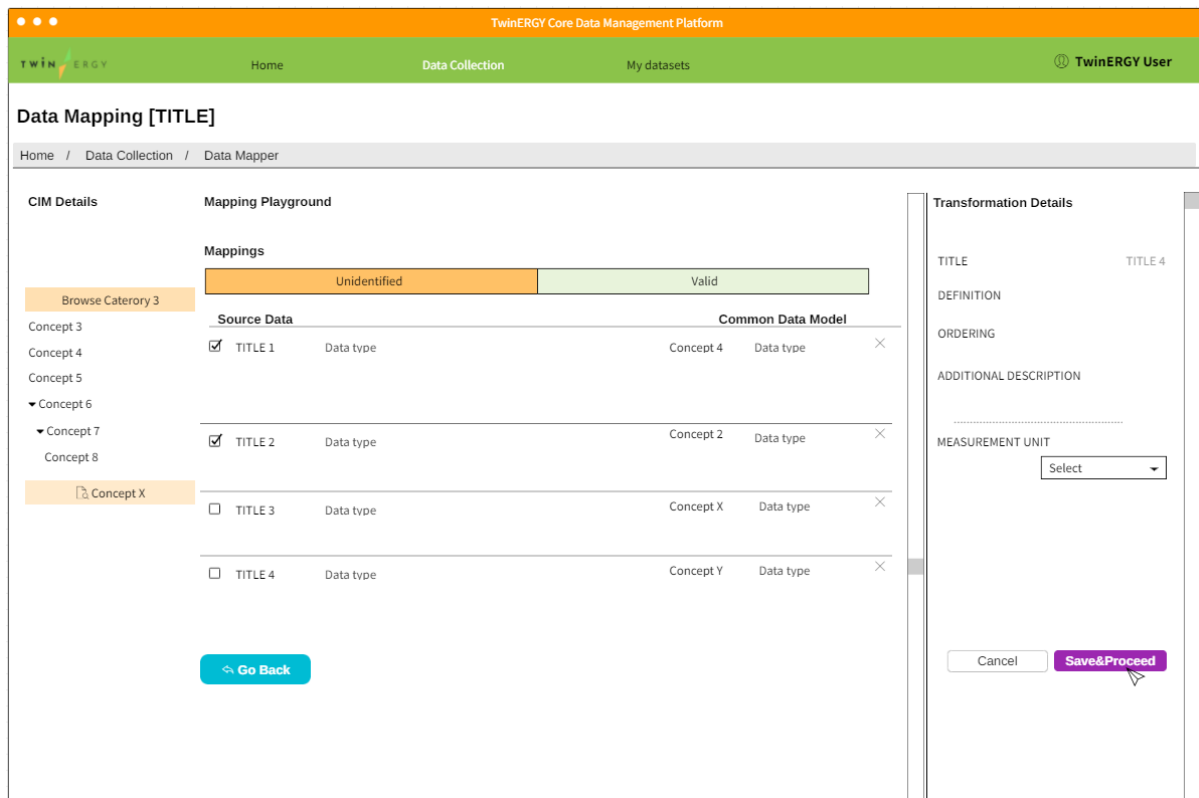 TwinERGY Core Data Management Platform
TWIN ERGY
Home
Data Collection
My datasets
TwinERGY User
Data Mapping [TITLE]
Home / Data Collection / Data Mapper
CIM Details
Browse Caterory 3
Concept 3
Concept 4
Concept 5
Concept 6
Concept 7
Concept 8
Concept X
Mapping Playground
Mappings
Unidentified
Valid
Source Data
Common Data Model
TITLE 1 Data type Concept 4 Data type
TITLE 2 Data type Concept 2 Data type
TITLE 3 Data type Concept X Data type
TITLE 4 Data type Concept Y Data type
Go Back
Transformation Details
TITLE TITLE 4
DEFINITION
ORDERING
ADDITIONAL DESCRIPTION
MEASUREMENT UNIT
Select
Cancel
Save&Proceed